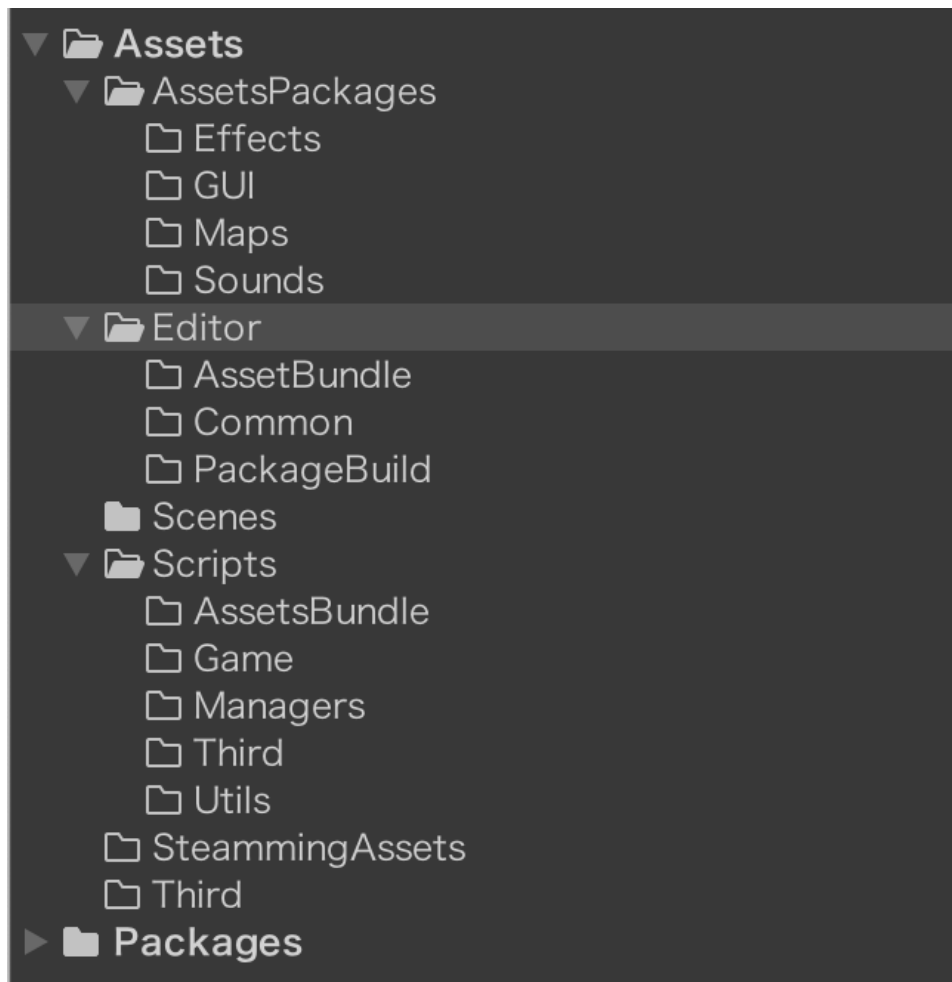 Assets
AssetsPackages
Effects
GUI
Maps
Sounds
Editor
AssetBundle
Common
PackageBuild
Scenes
Scripts
AssetsBundle
Game
Managers
Third
Utils
SteammingAssets
Third
Packages